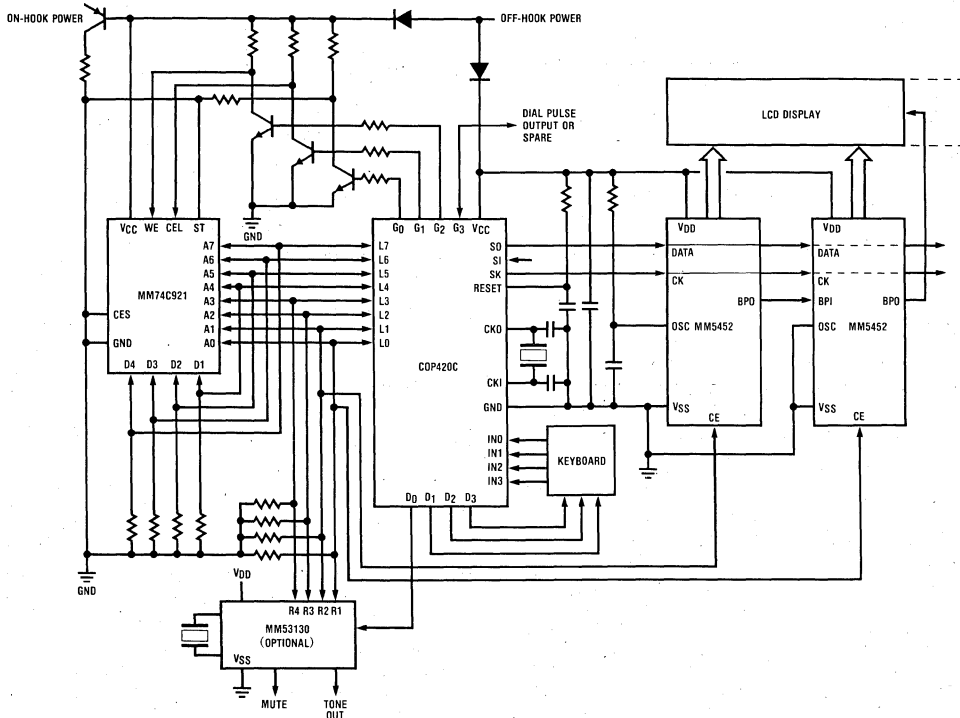 ON-HOOK POWER
OFF-HOOK POWER
DIAL PULSE
OUTPUT OR
SPARE
LCD DISPLAY
GND
VCC WE CEL ST
A7
A6
A5
A4
A3
A2
A1
A0
MM74C921
CES
GND
D4 D3 D2 D1
G0 G1 G2 G3 VCC
L7
L6
L5
L4
L3
L2
L1
L0
SO
SI
SK
RESET
CKO
CKI
GND
COP420C
IN0
IN1
IN2
IN3
D0 D1 D2 D3
KEYBOARD
VDD
DATA
CK
BPO
OSC MM5452
VSS
CE
VDD
DATA
CK
BPI BPO
OSC MM5452
VSS
CE
GND
VDD
R4 R3 R2 R1
MM53130
(OPTIONAL)
VSS
MUTE
TONE
OUT